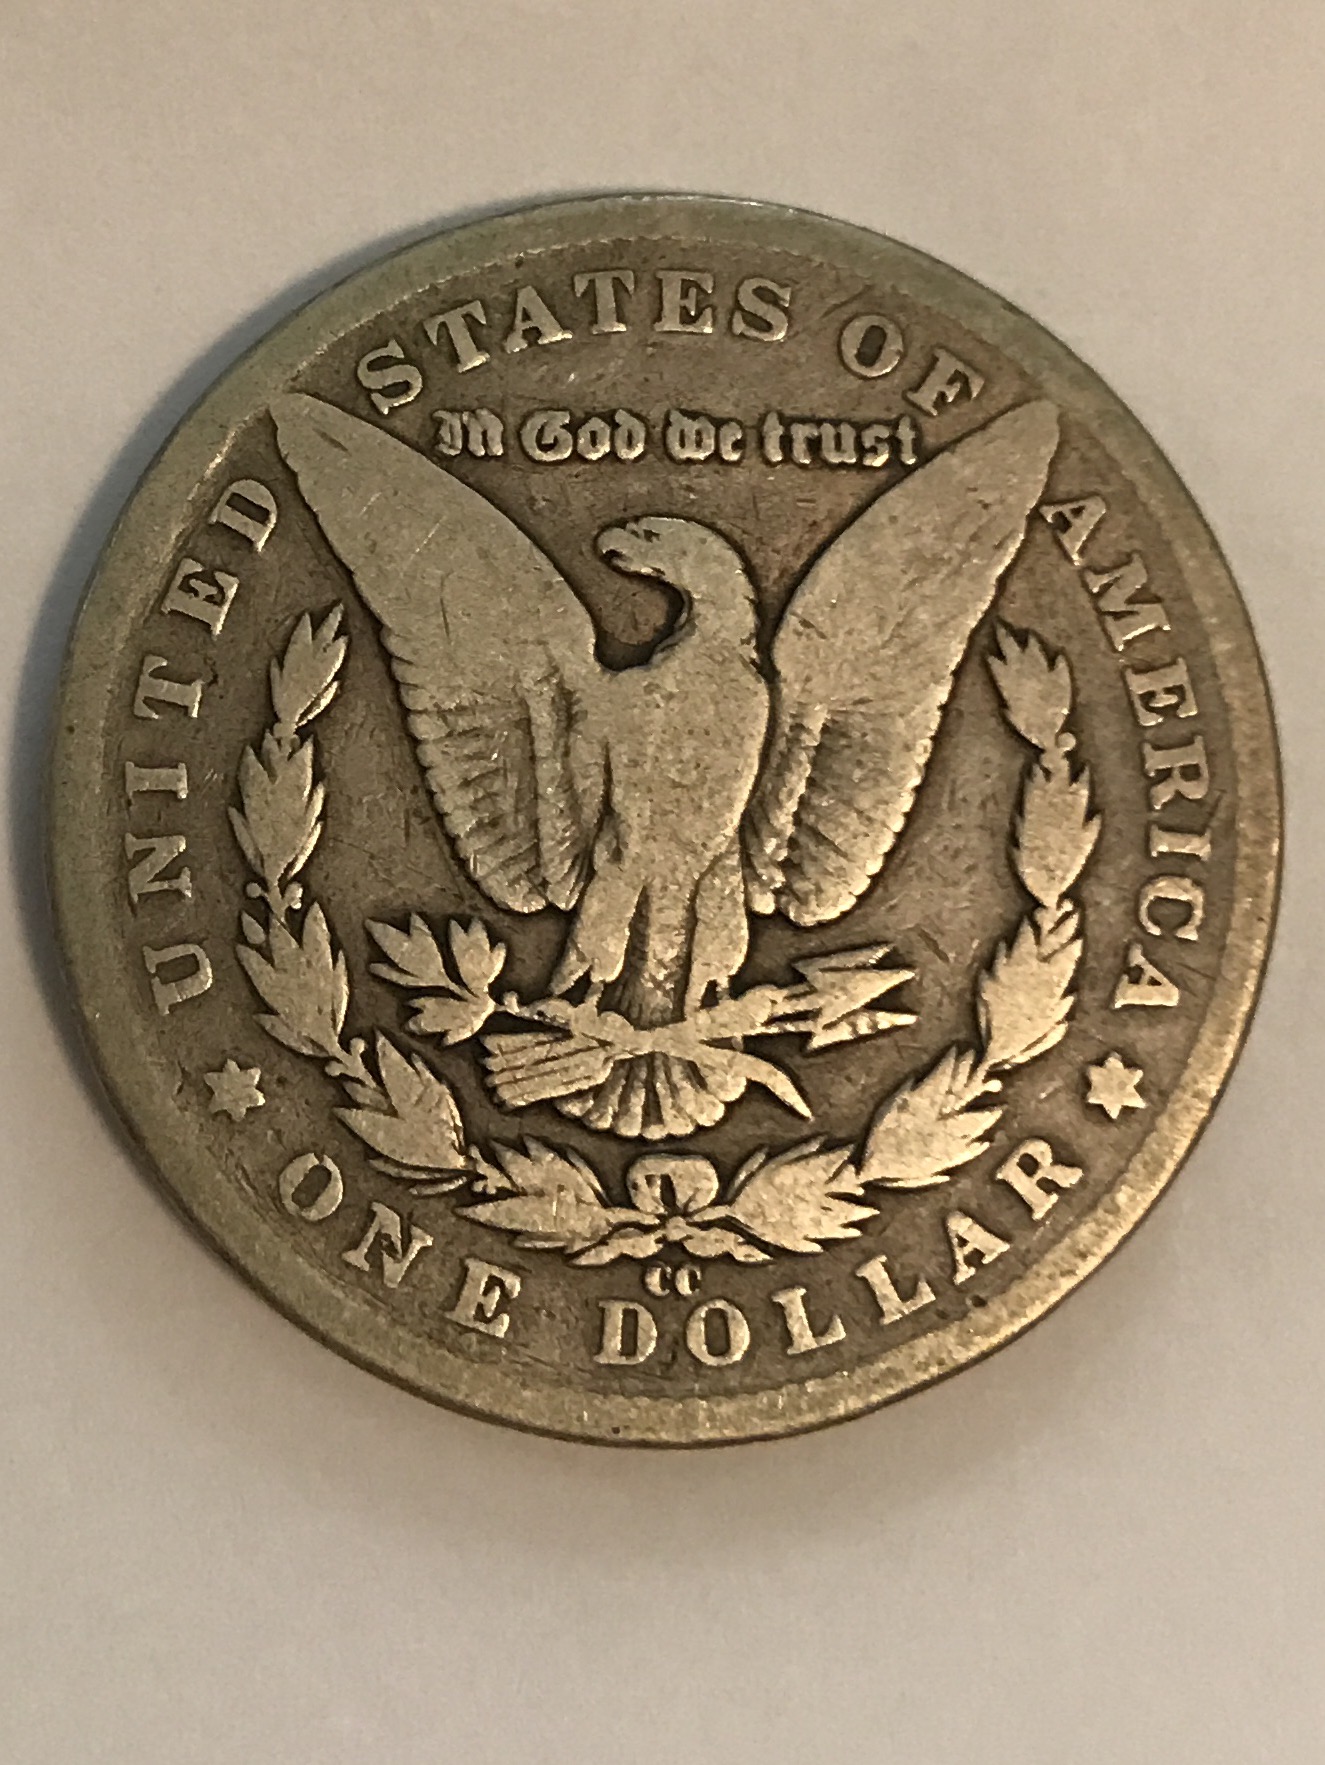 UNITED STATES OF AMERICA
In God we trust
CC
ONE DOLLAR